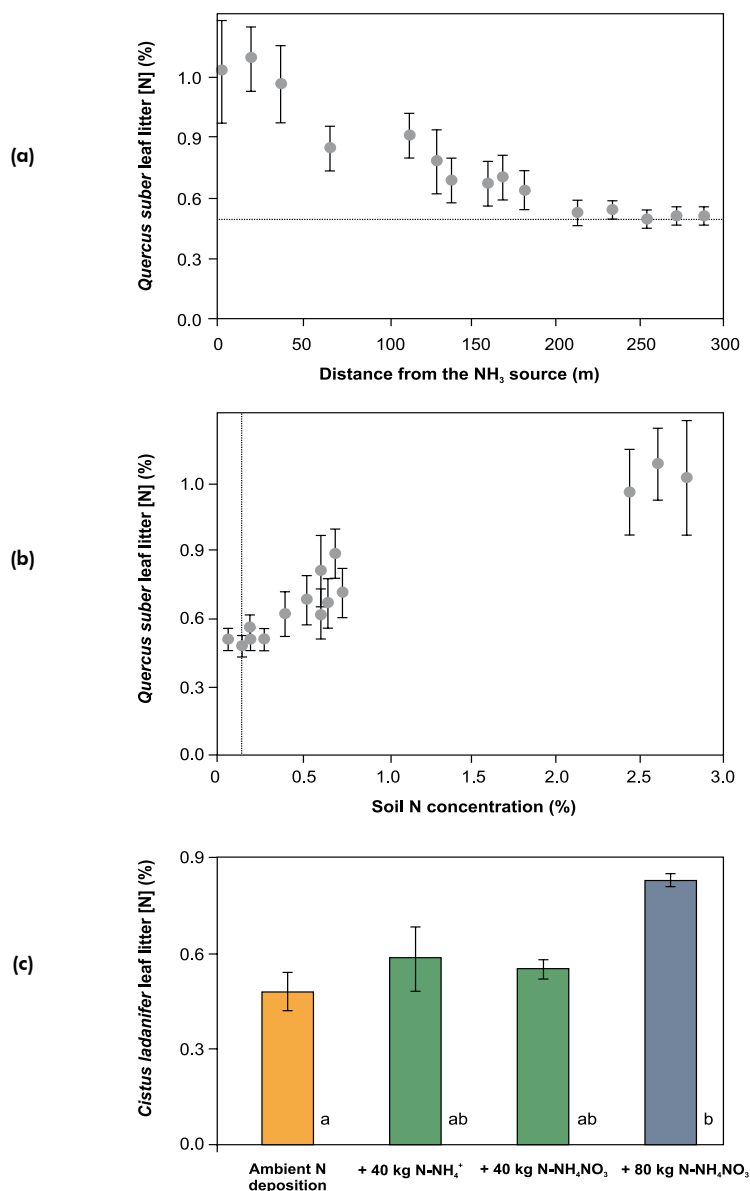 (a)
Quercus suber leaf litter [N] (%)
1.0
0.9
0.6
0.3
0.0
0
50
100
150
200
250
300
Distance from the NH₃ source (m)
(b)
Quercus suber leaf litter [N] (%)
1.0
0.9
0.6
0.3
0.0
0
0.5
1.0
1.5
2.0
2.5
3.0
Soil N concentration (%)
(c)
Cistus ladanifer leaf litter [N] (%)
0.9
0.6
0.3
0.0
a
ab
ab
b
Ambient N
deposition
+ 40 kg N-NH₄⁺
+ 40 kg N-NH₄NO₃
+ 80 kg N-NH₄NO₃